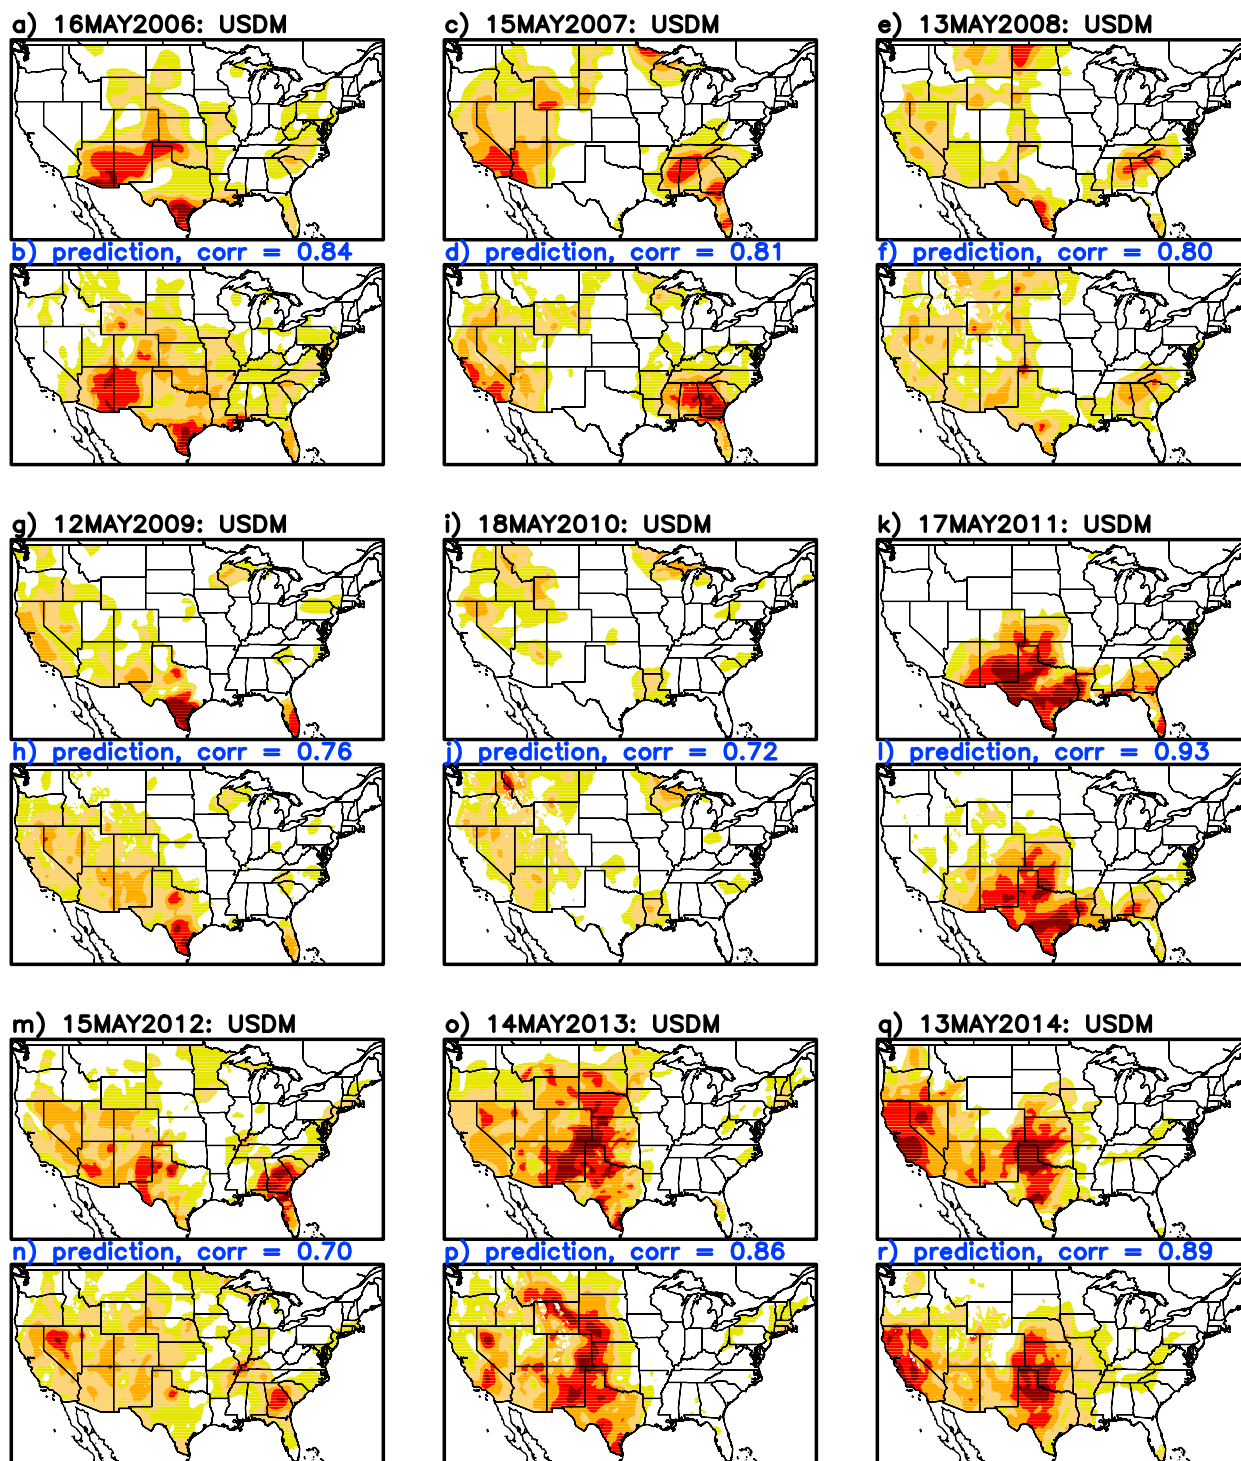 a) 16MAY2006: USDM
c) 15MAY2007: USDM
e) 13MAY2008: USDM
b) prediction, corr = 0.84
d) prediction, corr = 0.81
f) prediction, corr = 0.80
g) 12MAY2009: USDM
i) 18MAY2010: USDM
k) 17MAY2011: USDM
h) prediction, corr = 0.76
j) prediction, corr = 0.72
l) prediction, corr = 0.93
m) 15MAY2012: USDM
o) 14MAY2013: USDM
q) 13MAY2014: USDM
n) prediction, corr = 0.70
p) prediction, corr = 0.86
r) prediction, corr = 0.89